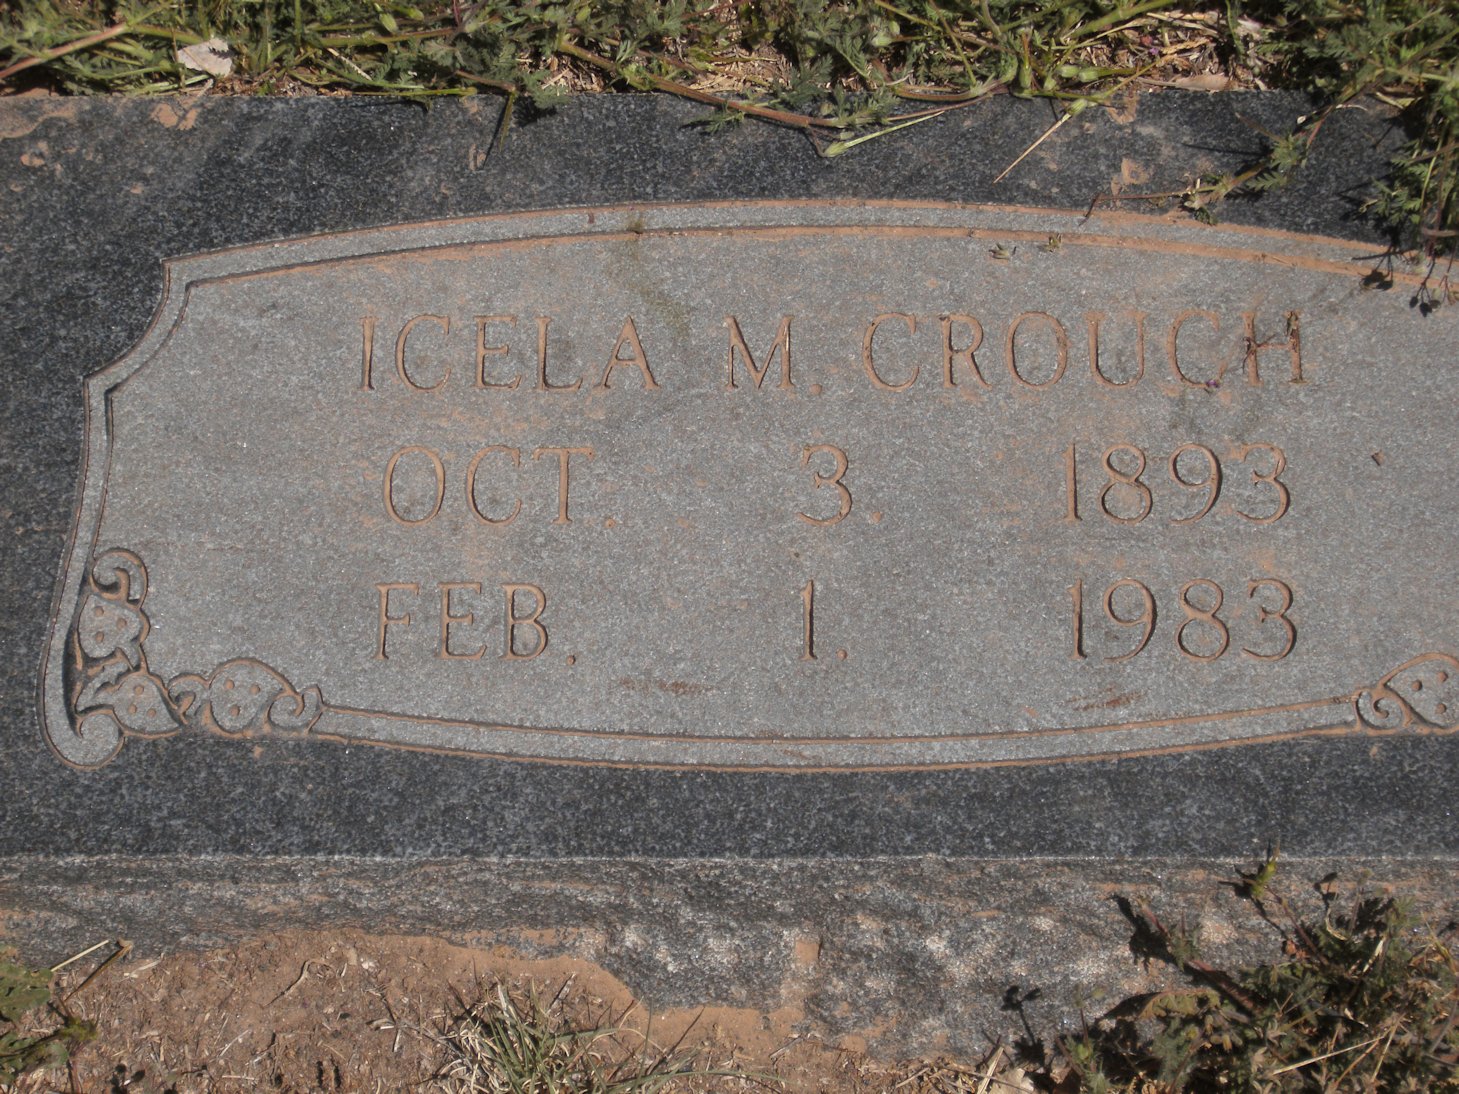 ICELA M. CROUCH
OCT. 3. 1893
FEB. 1. 1983